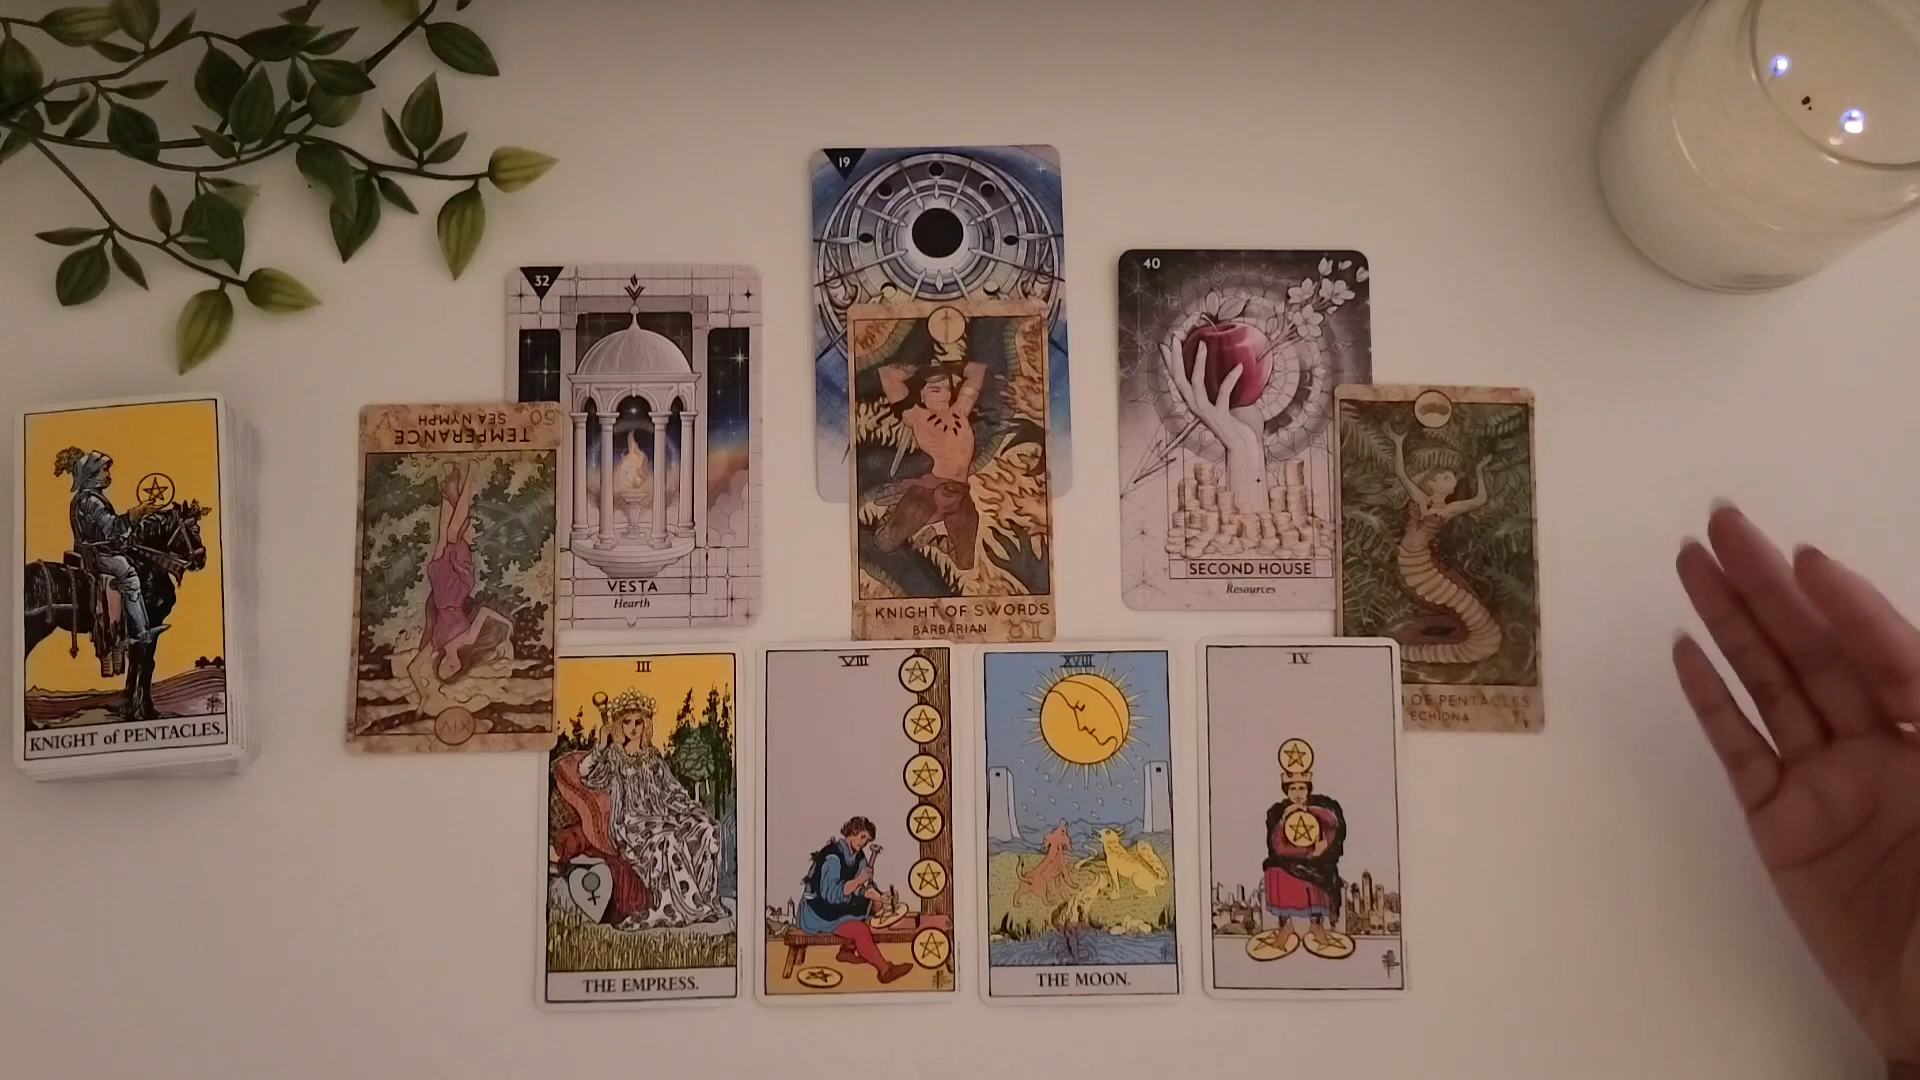 19
32
VESTA
Hearth
40
SECOND HOUSE
Resources
TEMPERANCE
SEA NYMPH
50
KNIGHT OF SWORDS
BARBARIAN
OF PENTACLES
ECHIDNA
KNIGHT of PENTACLES.
III
THE EMPRESS.
VIII
XVIII
THE MOON.
IV